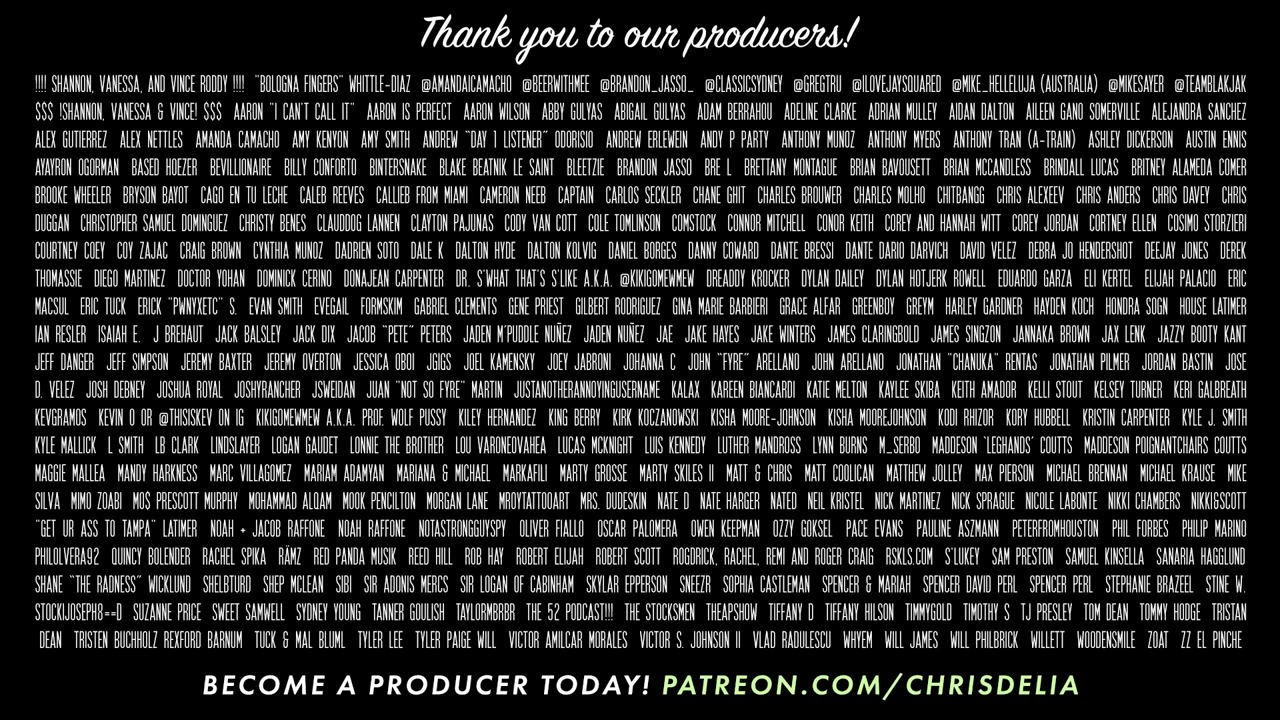 Thank you to our producers!
!!!! SHANNON, VANESSA, AND VINCE RODDY !!!! "BOLOGNA FINGERS" WHITTLE-DIAZ @AMANDAICAMACHO @BEERWITHMEE @BRANDON_JASSO_ @CLASSICSYDNEY @GREGTRU @ILOVEJAYSQUARED @MIKE_HELLELUJA (AUSTRALIA) @MIKESAYER @TEAMBLAKJAK
$$$ !SHANNON, VANESSA & VINCE! $$$ AARON "I CAN'T CALL IT" AARON IS PERFECT AARON WILSON ABBY GULYAS ABIGAIL GULYAS ADAM BERRAHOU ADELINE CLARKE ADRIAN MULLEY AIDAN DALTON AILEEN GANO SOMERVILLE ALEJANDRA SANCHEZ
ALEX GUTIERREZ ALEX NETTLES AMANDA CAMACHO AMY KENYON AMY SMITH ANDREW "DAY 1 LISTENER" ODORISIO ANDREW ERLEWEIN ANDY P PARTY ANTHONY MUNOZ ANTHONY MYERS ANTHONY TRAN (A-TRAIN) ASHLEY DICKERSON AUSTIN ENNIS
AYAYRON OGORMAN BASED HOEZER BEVILLIONAIRE BILLY CONFORTO BINTERSNAKE BLAKE BEATNIK LE SAINT BLEETZIE BRANDON JASSO BRE L BRETTANY MONTAGUE BRIAN BAVOUSETT BRIAN MCCANDLESS BRINDALL LUCAS BRITNEY ALAMEDA COMER
BROOKE WHEELER BRYSON BAYOT CAGO EN TU LECHE CALEB REEVES CALLIEB FROM MIAMI CAMERON NEEB CAPTAIN CARLOS SECKLER CHANE GHIT CHARLES BROUWER CHARLES MOLHO CHITBANGG CHRIS ALEXEEV CHRIS ANDERS CHRIS DAVEY CHRIS
DUGGAN CHRISTOPHER SAMUEL DOMINGUEZ CHRISTY BENES CLAUDDOG LANNEN CLAYTON PAJUNAS CODY VAN COTT COLE TOMLINSON COMSTOCK CONNOR MITCHELL CONOR KEITH COREY AND HANNAH WITT COREY JORDAN CORTNEY ELLEN COSIMO STORZIERI
COURTNEY COEY COY ZAJAC CRAIG BROWN CYNTHIA MUNOZ DADRIEN SOTO DALE K DALTON HYDE DALTON KOLVIG DANIEL BORGES DANNY COWARD DANTE BRESSI DANTE DARIO DARVICH DAVID VELEZ DEBRA JO HENDERSHOT DEEJAY JONES DEREK
THOMASSIE DIEGO MARTINEZ DOCTOR YOHAN DOMINICK CERINO DONAJEAN CARPENTER DR. S'WHAT THAT'S S'LIKE A.K.A. @KIKIGOMEWMEW DREADDY KROCKER DYLAN DAILEY DYLAN HOTJERK ROWELL EDUARDO GARZA ELI KERTEL ELIJAH PALACIO ERIC
MACSUL ERIC TUCK ERICK "PWNYXETC" S. EVAN SMITH EVEGAIL FORMSKIM GABRIEL CLEMENTS GENE PRIEST GILBERT RODRIGUEZ GINA MARIE BARBIERI GRACE ALFAR GREENBOY GREYM HARLEY GARDNER HAYDEN KOCH HONDRA SOGN HOUSE LATIMER
IAN RESLER ISAIAH E. J BREHAUT JACK BALSLEY JACK DIX JACOB "PETE" PETERS JADEN M'PUDDLE NÚÑEZ JADEN NUÑEZ JAE JAKE HAYES JAKE WINTERS JAMES CLARINGBOLD JAMES SINGZON JANNAKA BROWN JAX LENK JAZZY BOOTY KANT
JEFF DANGER JEFF SIMPSON JEREMY BAXTER JEREMY OVERTON JESSICA OBOI JGIGS JOEL KAMENSKY JOEY JABRONI JOHANNA C JOHN "FYRE" ARELLANO JOHN ARELLANO JONATHAN "CHANUKA" RENTAS JONATHAN PILMER JORDAN BASTIN JOSE
D. VELEZ JOSH DEBNEY JOSHUA ROYAL JOSHYRANCHER JSWEIDAN JUAN "NOT SO FYRE" MARTIN JUSTANOTHERANNOYINGUSERNAME KALAX KAREEN BIANCARDI KATIE MELTON KAYLEE SKIBA KEITH AMADOR KELLI STOUT KELSEY TURNER KERI GALBREATH
KEVGRAMOS KEVIN O OR @THISISKEV ON IG KIKIGOMEWMEW A.K.A. PROF. WOLF PUSSY KILEY HERNANDEZ KING BERRY KIRK KOCZANOWSKI KISHA MOORE-JOHNSON KISHA MOOREJOHNSON KODI RHIZOR KORY HUBBELL KRISTIN CARPENTER KYLE J. SMITH
KYLE MALLICK L SMITH LB CLARK LINDSLAYER LOGAN GAUDET LONNIE THE BROTHER LOU VARONEOVAHEA LUCAS MCKNIGHT LUIS KENNEDY LUTHER MANDROSS LYNN BURNS M_SERBO MADDESON 'LEGHANDS' COUTTS MADDESON POIGNANTCHAIRS COUTTS
MAGGIE MALLEA MANDY HARKNESS MARC VILLAGOMEZ MARIAM ADAMYAN MARIANA & MICHAEL MARKAFILI MARTY GROSSE MARTY SKILES II MATT & CHRIS MATT COOLICAN MATTHEW JOLLEY MAX PIERSON MICHAEL BRENNAN MICHAEL KRAUSE MIKE
SILVA MIMO ZOABI MO$ PRESCOTT MURPHY MOHAMMAD ALQAM MOOK PENCILTON MORGAN LANE MROYTATTOOART MRS. DUDESKIN NATE D NATE HARGER NATED NEIL KRISTEL NICK MARTINEZ NICK SPRAGUE NICOLE LABONTE NIKKI CHAMBERS NIKKI&SCOTT
"GET UR ASS TO TAMPA" LATIMER NOAH + JACOB RAFFONE NOAH RAFFONE NOTASTRONGGUYSPY OLIVER FIALLO OSCAR PALOMERA OWEN KEEPMAN OZZY GOKSEL PACE EVANS PAULINE ASZMANN PETERFROMHOUSTON PHIL FORBES PHILIP MARINO
PHILOLVERA92 QUINCY BOLENDER RACHEL SPIKA RÄMZ RED PANDA MUSIK REED HILL ROB HAY ROBERT ELIJAH ROBERT SCOTT ROGDRICK, RACHEL, REMI AND ROGER CRAIG RSKLS.COM S'LUKEY SAM PRESTON SAMUEL KINSELLA SANARIA HAGGLUND
SHANE "THE RADNESS" WICKLUND SHELBTURD SHEP MCLEAN SIBI SIR ADONIS MERCS SIR LOGAN OF CABINHAM SKYLAR EPPERSON SNEEZR SOPHIA CASTLEMAN SPENCER & MARIAH SPENCER DAVID PERL SPENCER PERL STEPHANIE BRAZEEL STINE W.
STOCKIJOSEPH8==D SUZANNE PRICE SWEET SAMWELL SYDNEY YOUNG TANNER GOULISH TAYLORMBRBR THE 52 PODCAST!!! THE STOCKSMEN THEAPSHOW TIFFANY D TIFFANY HILSON TIMMYGOLD TIMOTHY S TJ PRESLEY TOM DEAN TOMMY HODGE TRISTAN
DEAN TRISTEN BUCHHOLZ REXFORD BARNUM TUCK & MAL BLUML TYLER LEE TYLER PAIGE WILL VICTOR AMILCAR MORALES VICTOR S. JOHNSON II VLAD RADULESCU WHYEM WILL JAMES WILL PHILBRICK WILLETT WOODENSMILE ZOAT ZZ EL PINCHE
BECOME A PRODUCER TODAY! PATREON.COM/CHRISDELIA